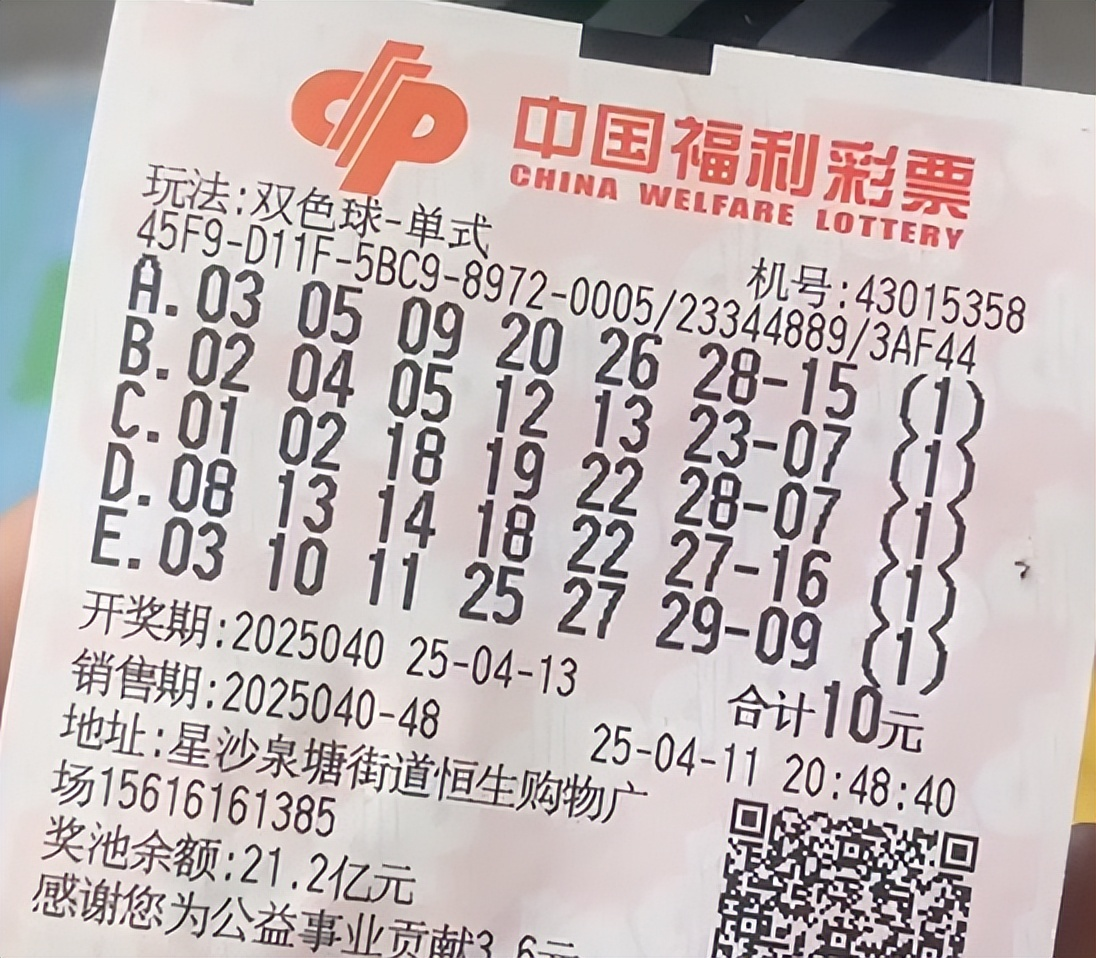 中国福利彩票
CHINA WELFARE LOTTERY
玩法:双色球-单式
机号:43015358
45F9-D11F-5BC9-8972-0005/23344889/3AF44
A.03 05 09 20 26 28-15 (1)
B.02 04 05 12 13 23-07 (1)
C.01 02 18 19 22 28-07 (1)
D.08 13 14 18 22 27-16 (1)
E.03 10 11 25 27 29-09 (1)
开奖期:2025040 25-04-13
合计10元
销售期:2025040-48
25-04-11 20:48:40
地址:星沙泉塘街道恒生购物广
场15616161385
奖池余额:21.2亿元
感谢您为公益事业贡献3.6元